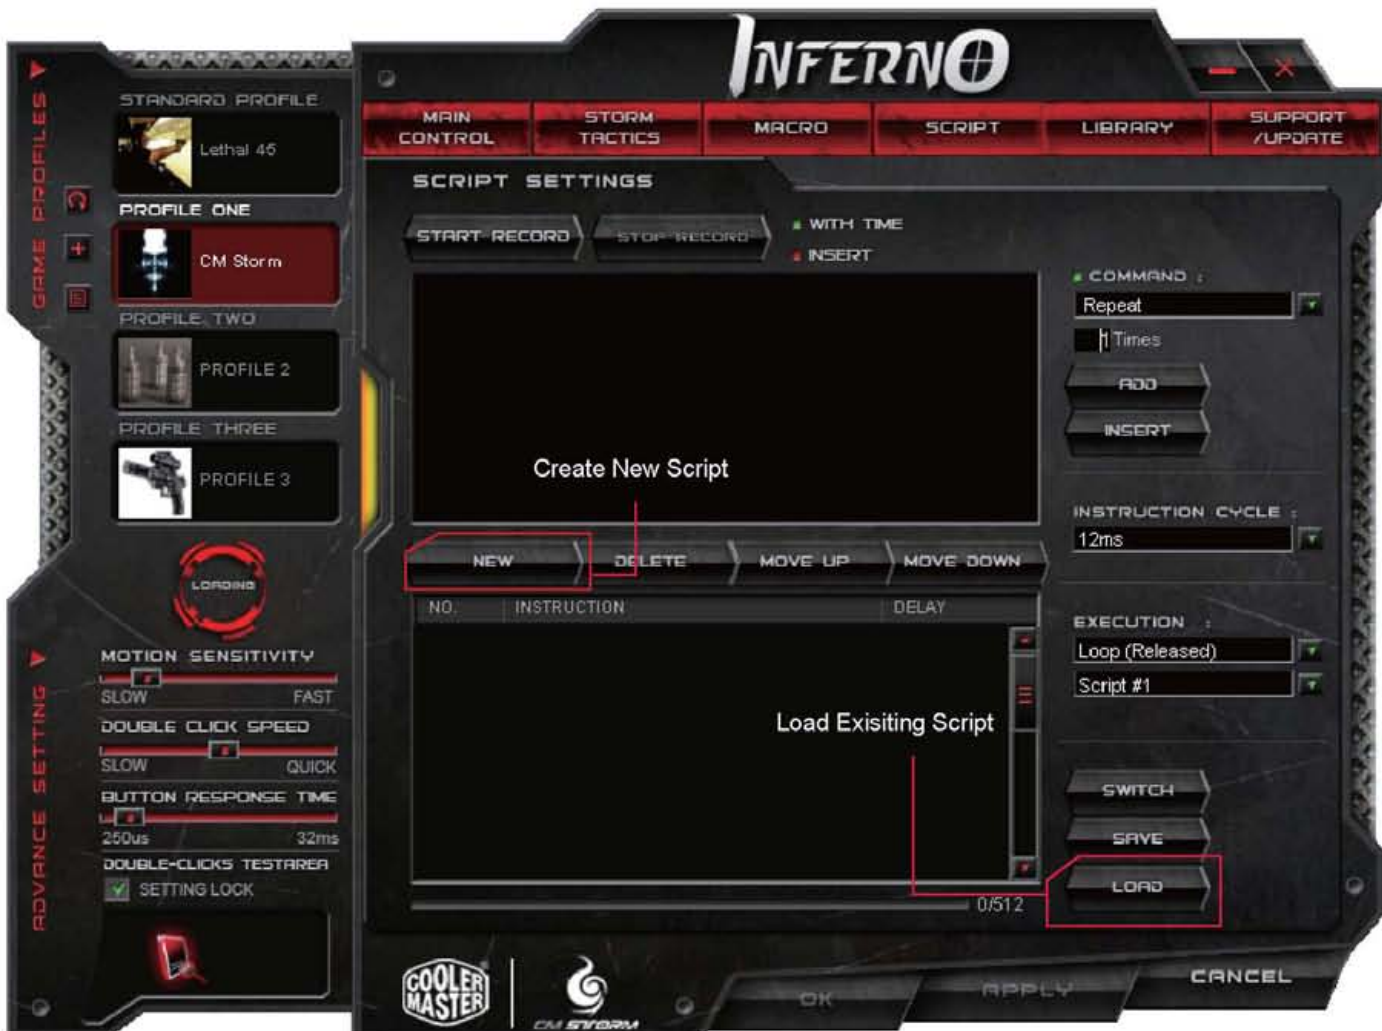 INFERNO
MAIN CONTROL
STORM TACTICS
MACRO
SCRIPT
LIBRARY
SUPPORT /UPDATE
GAME PROFILES
STANDARD PROFILE
Lethal 45
PROFILE ONE
CM Storm
PROFILE TWO
PROFILE 2
PROFILE THREE
PROFILE 3
LOADING
ADVANCE SETTING
MOTION SENSITIVITY
SLOW FAST
DOUBLE CLICK SPEED
SLOW QUICK
BUTTON RESPONSE TIME
250us 32ms
DOUBLE-CLICKS TESTAREA
SETTING LOCK
SCRIPT SETTINGS
START RECORD
STOP RECORD
WITH TIME
INSERT
Create New Script
NEW
DELETE
MOVE UP
MOVE DOWN
NO. INSTRUCTION DELAY
Load Exisiting Script
0/512
COMMAND :
Repeat
1 Times
ADD
INSERT
INSTRUCTION CYCLE :
12ms
EXECUTION :
Loop (Released)
Script #1
SWITCH
SAVE
LOAD
COOLER MASTER
CM STORM
OK
APPLY
CANCEL